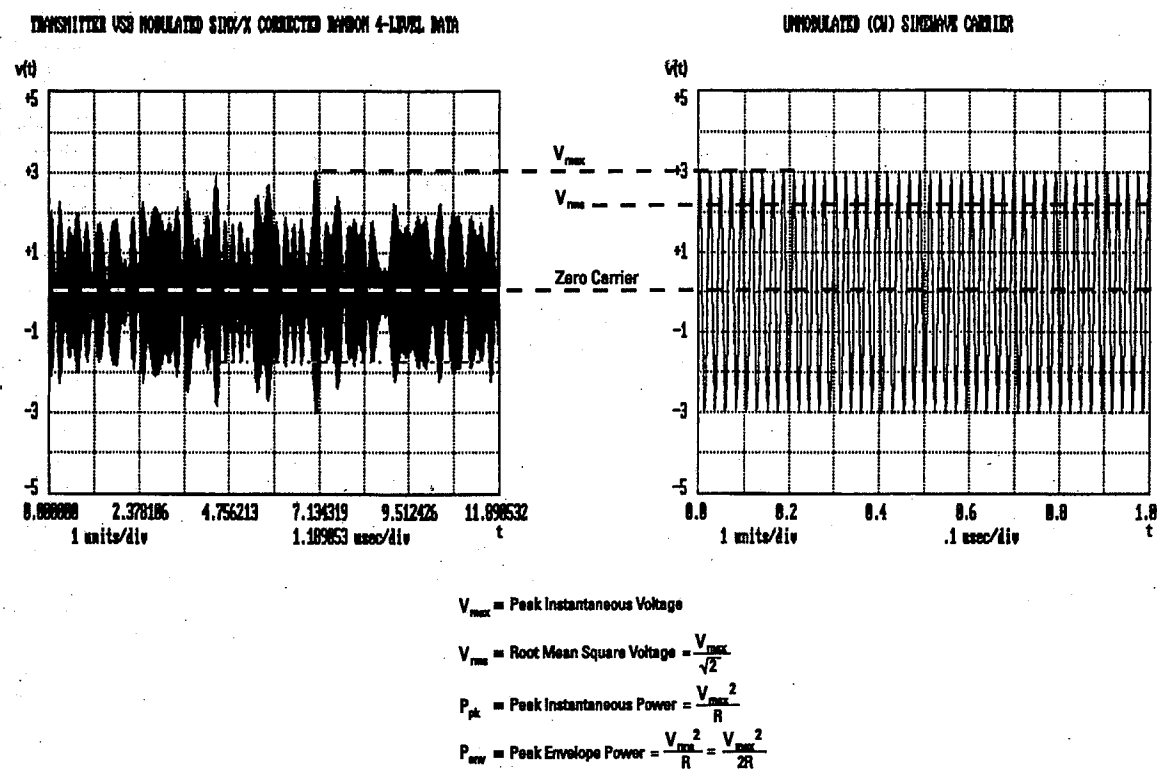 TRANSMITTER VSB MODULATED SINX/X CORRECTED RANDOM 4-LEVEL DATA
UNMODULATED (CW) SINEWAVE CARRIER
v(t)
+5
+3
+1
-1
-3
-5
0.000000 2.378106 4.756213 7.134319 9.512426 11.890532
1 units/div 1.189053 usec/div t
Vmax
Vrms
Zero Carrier
v(t)
+5
+3
+1
-1
-3
-5
0.0 0.2 0.4 0.6 0.8 1.0
1 units/div .1 usec/div t
Vmax = Peak Instantaneous Voltage
Vrms = Root Mean Square Voltage = Vmax/√2
Ppk = Peak Instantaneous Power = Vmax²/R
Penv = Peak Envelope Power = Vrms²/R = Vmax²/2R